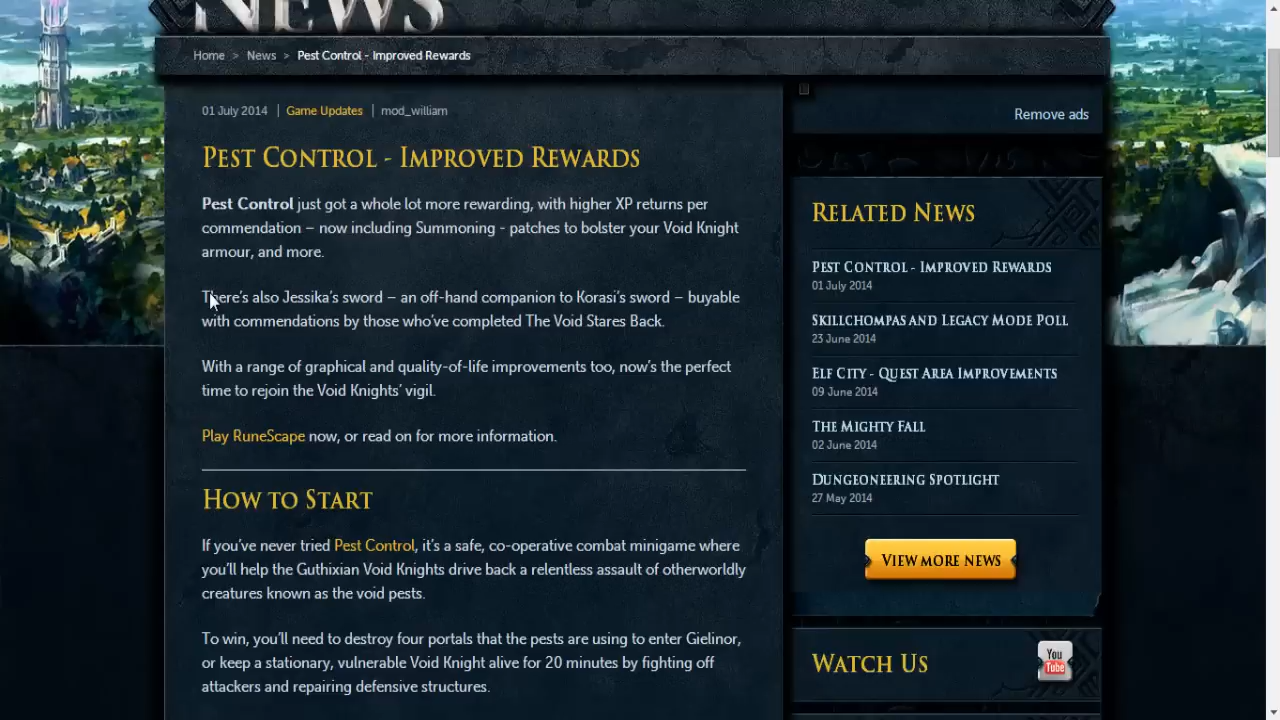 NEWS
Home > News > Pest Control - Improved Rewards
01 July 2014 | Game Updates | mod_william
PEST CONTROL - IMPROVED REWARDS
Pest Control just got a whole lot more rewarding, with higher XP returns per
commendation – now including Summoning - patches to bolster your Void Knight
armour, and more.
There's also Jessika's sword – an off-hand companion to Korasi's sword – buyable
with commendations by those who've completed The Void Stares Back.
With a range of graphical and quality-of-life improvements too, now's the perfect
time to rejoin the Void Knights' vigil.
Play RuneScape now, or read on for more information.
HOW TO START
If you've never tried Pest Control, it's a safe, co-operative combat minigame where
you'll help the Guthixian Void Knights drive back a relentless assault of otherworldly
creatures known as the void pests.
To win, you'll need to destroy four portals that the pests are using to enter Gielinor,
or keep a stationary, vulnerable Void Knight alive for 20 minutes by fighting off
attackers and repairing defensive structures.
Remove ads
RELATED NEWS
PEST CONTROL - IMPROVED REWARDS
01 July 2014
SKILLCHOMPAS AND LEGACY MODE POLL
23 June 2014
ELF CITY - QUEST AREA IMPROVEMENTS
09 June 2014
THE MIGHTY FALL
02 June 2014
DUNGEONEERING SPOTLIGHT
27 May 2014
VIEW MORE NEWS
WATCH US
You
Tube